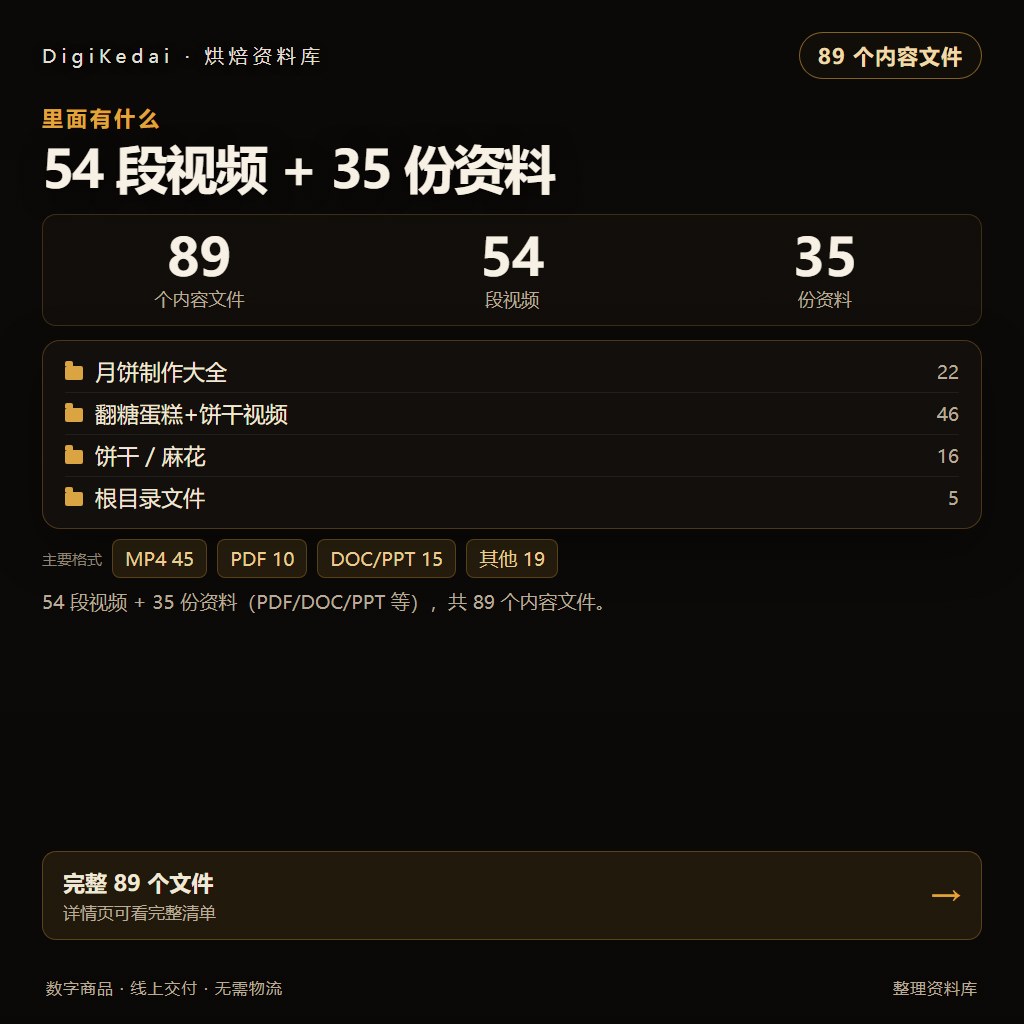 DigiKedai · 烘焙资料库
89 个内容文件
里面有什么
54 段视频 + 35 份资料
89 54 35
个内容文件 段视频 份资料
月饼制作大全 22
翻糖蛋糕+饼干视频 46
饼干 / 麻花 16
根目录文件 5
主要格式 MP4 45 PDF 10 DOC/PPT 15 其他 19
54 段视频 + 35 份资料（PDF/DOC/PPT 等），共 89 个内容文件。
完整 89 个文件
详情页可看完整清单
→
数字商品 · 线上交付 · 无需物流
整理资料库